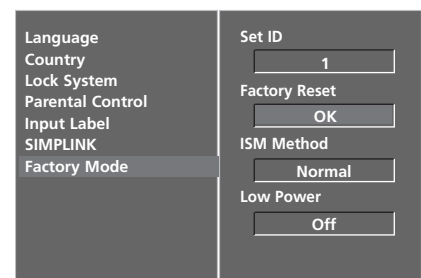 Language
Country
Lock System
Parental Control
Input Label
SIMPLINK
Factory Mode
Set ID
1
Factory Reset
OK
ISM Method
Normal
Low Power
Off